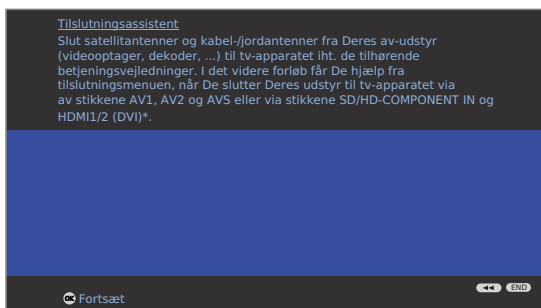 Tilslutningsassistent
Slut satellitantenner og kabel-/jordantenner fra Deres av-udstyr
(videooptager, dekoder, ...) til tv-apparatet iht. de tilhørende
betjeningsvejledninger. I det videre forløb får De hjælp fra
tilslutningsmenuen, når De slutter Deres udstyr til tv-apparatet via
av stikkene AV1, AV2 og AVS eller via stikkene SD/HD-COMPONENT IN og
HDMI1/2 (DVI)*.
END
OK Fortsæt